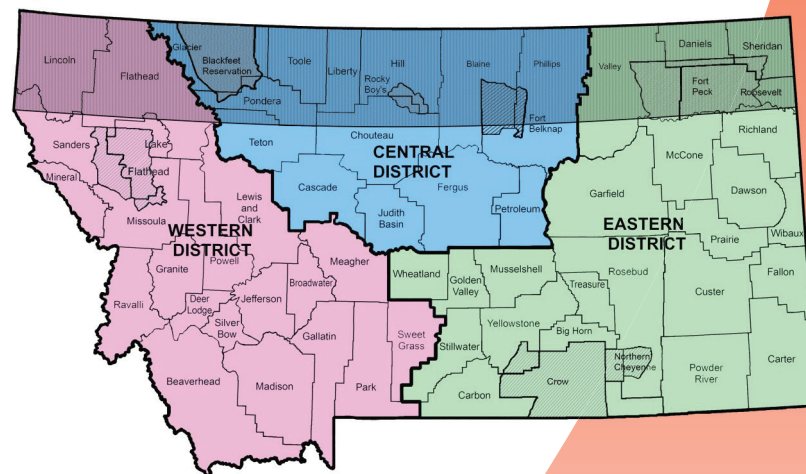 Lincoln
Flathead
Glacier
Blackfeet
Reservation
Toole
Liberty
Hill
Rocky
Boy's
Blaine
Phillips
Valley
Daniels
Sheridan
Fort
Peck
Roosevelt
Pondera
Teton
Chouteau
Fort
Belknap
Richland
Sanders
Lake
Mineral
Flathead
CENTRAL
DISTRICT
McCone
Garfield
Dawson
Cascade
Fergus
Lewis
and
Clark
Judith
Basin
Petroleum
Missoula
WESTERN
DISTRICT
EASTERN
DISTRICT
Prairie
Wibaux
Granite
Powell
Meagher
Wheatland
Golden
Valley
Musselshell
Rosebud
Fallon
Treasure
Custer
Ravalli
Deer
Lodge
Jefferson
Broadwater
Silver
Bow
Gallatin
Sweet
Grass
Stillwater
Yellowstone
Big Horn
Northern
Cheyenne
Powder
River
Carter
Beaverhead
Madison
Park
Carbon
Crow